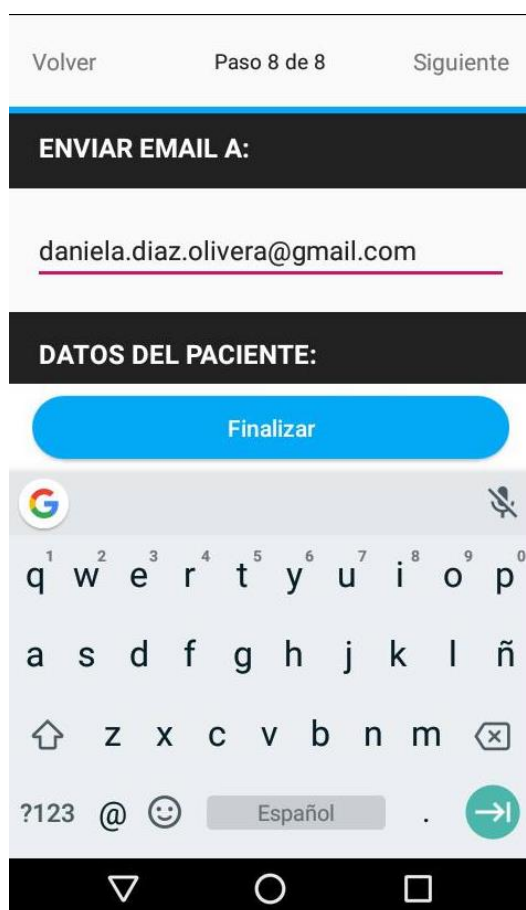 Volver Paso 8 de 8 Siguiente
ENVIAR EMAIL A:
daniela.diaz.olivera@gmail.com
DATOS DEL PACIENTE:
Finalizar
G
1 2 3 4 5 6 7 8 9 0
q w e r t y u i o p
a s d f g h j k l ñ
z x c v b n m
?123 @ Español .